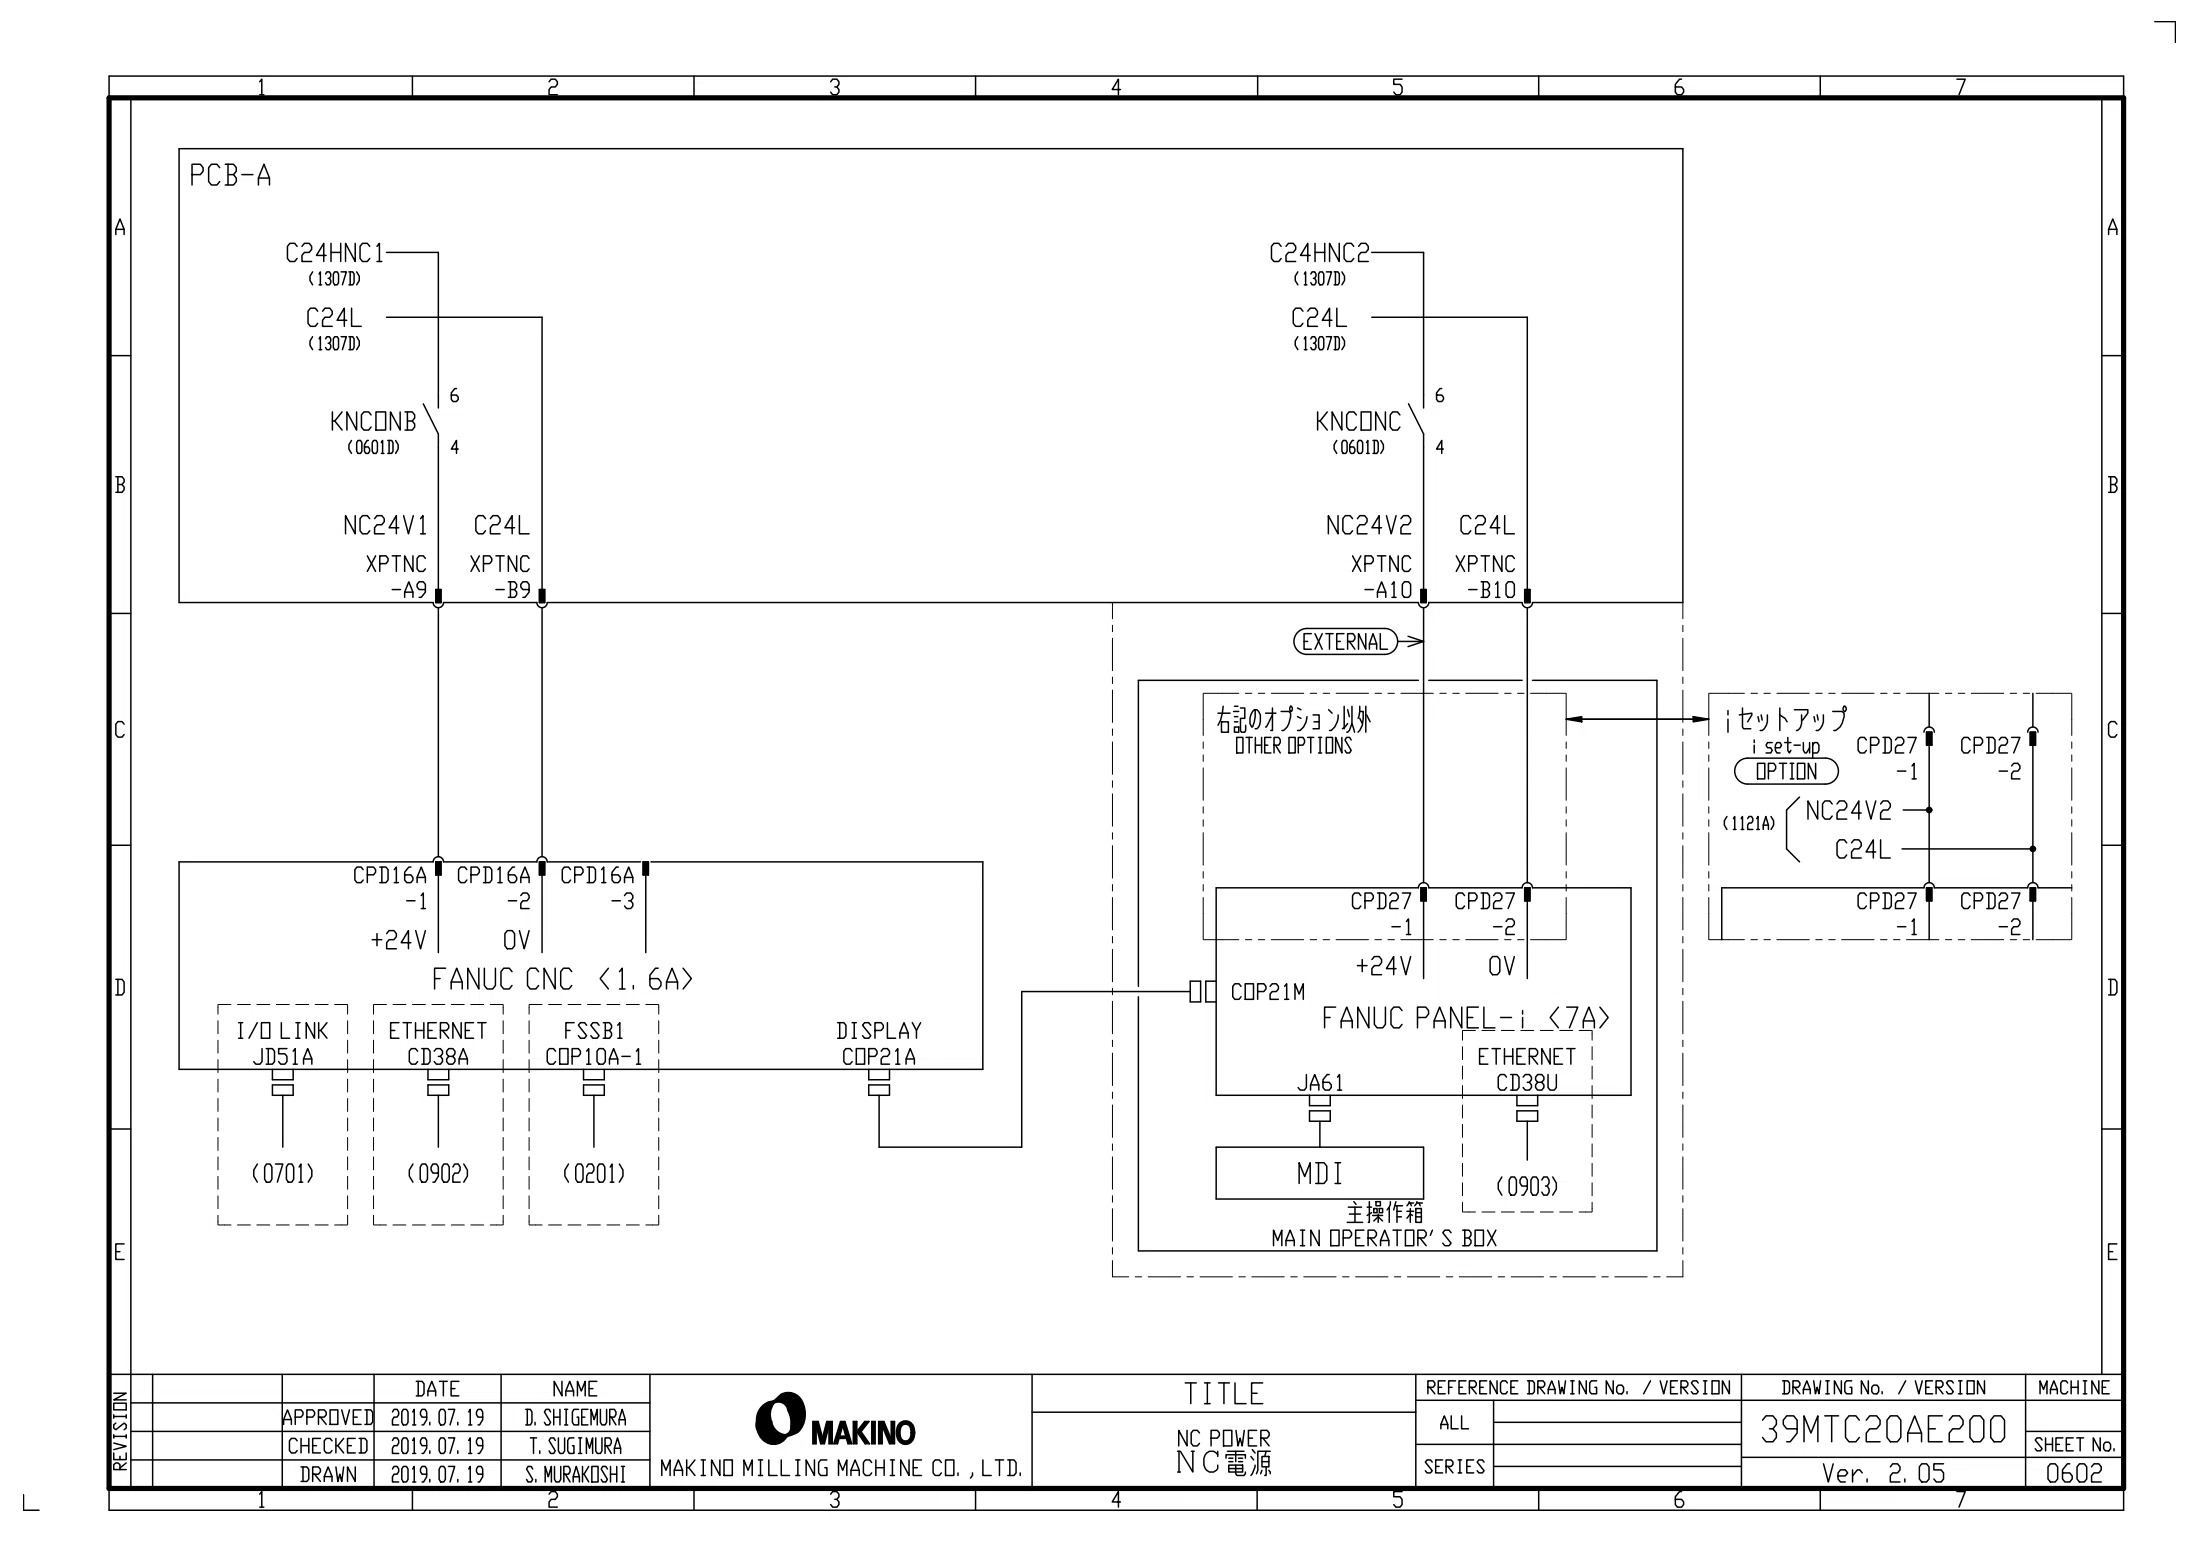 1 2 3 4 5 6 7
A A
B B
C C
D D
E E
PCB-A
C24HNC1
(1307D)
C24L
(1307D)
KNCONB
(0601D)
6
4
NC24V1 C24L
XPTNC XPTNC
-A9 -B9
C24HNC2
(1307D)
C24L
(1307D)
KNCONC
(0601D)
6
4
NC24V2 C24L
XPTNC XPTNC
-A10 -B10
EXTERNAL
右記のオプション以外
OTHER OPTIONS
iセットアップ
i set-up
OPTION
CPD27 CPD27
-1 -2
(1121A)
NC24V2
C24L
CPD27 CPD27
-1 -2
CPD16A CPD16A CPD16A
-1 -2 -3
+24V 0V
FANUC CNC <1.6A>
I/O LINK
JD51A
(0701)
ETHERNET
CD38A
(0902)
FSSB1
COP10A-1
(0201)
DISPLAY
COP21A
CPD27 CPD27
-1 -2
+24V 0V
COP21M
FANUC PANEL-i <7A>
JA61
MDI
ETHERNET
CD38U
(0903)
主操作箱
MAIN OPERATOR'S BOX
REVISION
DATE NAME
APPROVED 2019.07.19 D.SHIGEMURA
CHECKED 2019.07.19 T.SUGIMURA
DRAWN 2019.07.19 S.MURAKOSHI
MAKINO
MAKINO MILLING MACHINE CO.,LTD.
TITLE
NC POWER
NC電源
REFERENCE DRAWING No. / VERSION
ALL
SERIES
DRAWING No. / VERSION
39MTC20AE200
Ver. 2.05
MACHINE
SHEET No.
0602
1 2 3 4 5 6 7